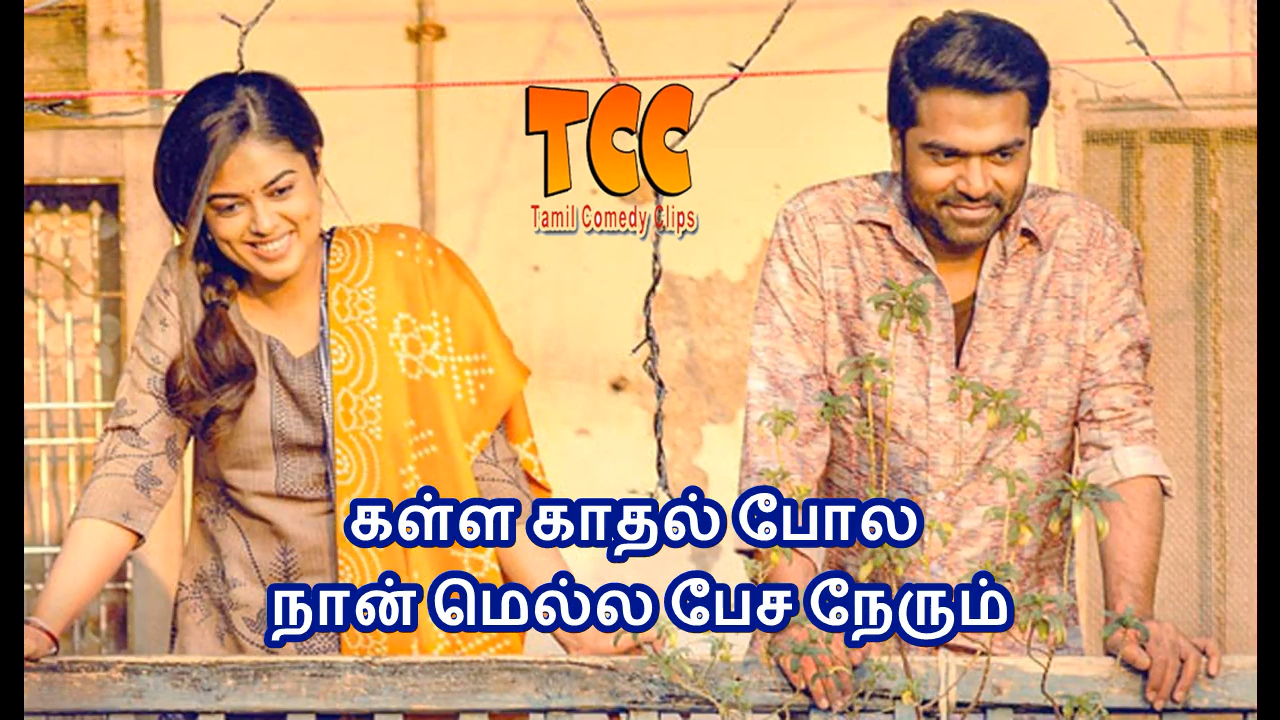 TCC
Tamil Comedy Clips
கள்ள காதல் போல
நான் மெல்ல பேச நேரும்